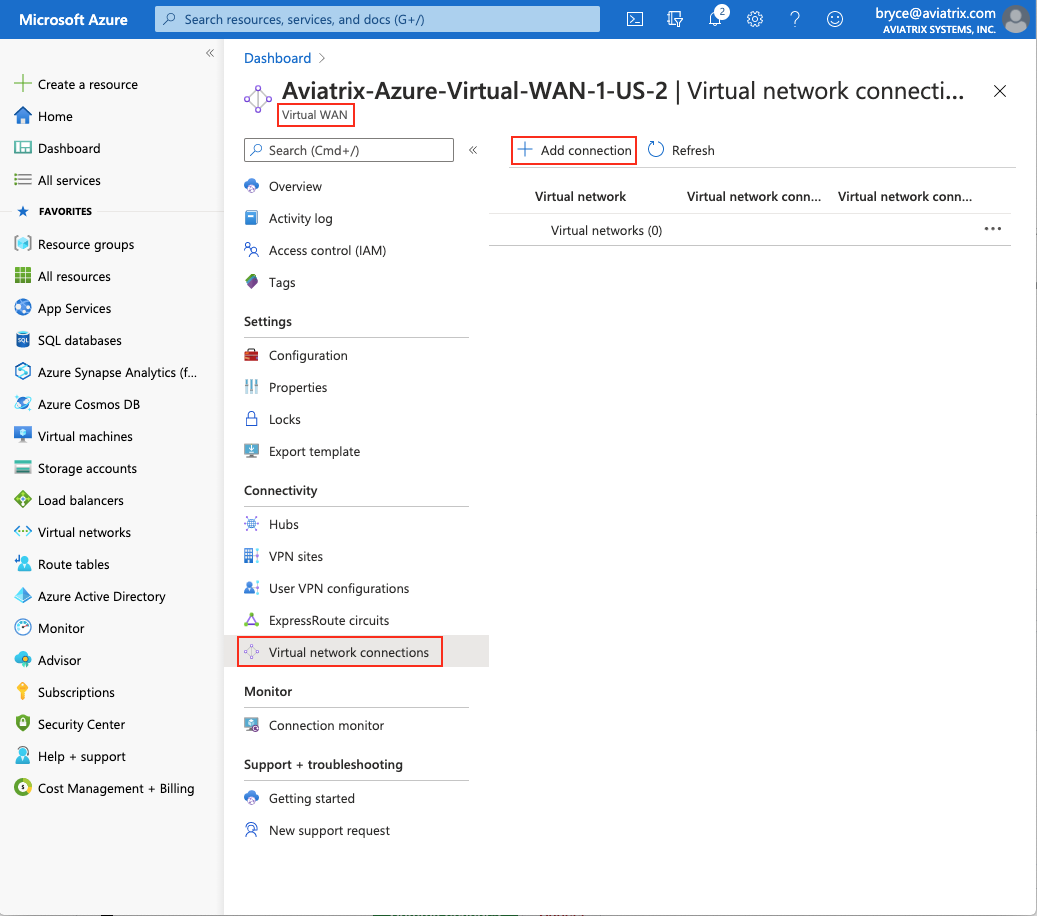 Microsoft Azure
Search resources, services, and docs (G+/)
2
bryce@aviatrix.com
AVIATRIX SYSTEMS, INC.
«
Create a resource
Home
Dashboard
All services
FAVORITES
Resource groups
All resources
App Services
SQL databases
Azure Synapse Analytics (f...
Azure Cosmos DB
Virtual machines
Storage accounts
Load balancers
Virtual networks
Route tables
Azure Active Directory
Monitor
Advisor
Subscriptions
Security Center
Help + support
Cost Management + Billing
Dashboard >
Aviatrix-Azure-Virtual-WAN-1-US-2 | Virtual network connecti...
Virtual WAN
Search (Cmd+/)
«
Overview
Activity log
Access control (IAM)
Tags
Settings
Configuration
Properties
Locks
Export template
Connectivity
Hubs
VPN sites
User VPN configurations
ExpressRoute circuits
Virtual network connections
Monitor
Connection monitor
Support + troubleshooting
Getting started
New support request
Add connection
Refresh
Virtual network
Virtual network conn...
Virtual network conn...
Virtual networks (0)